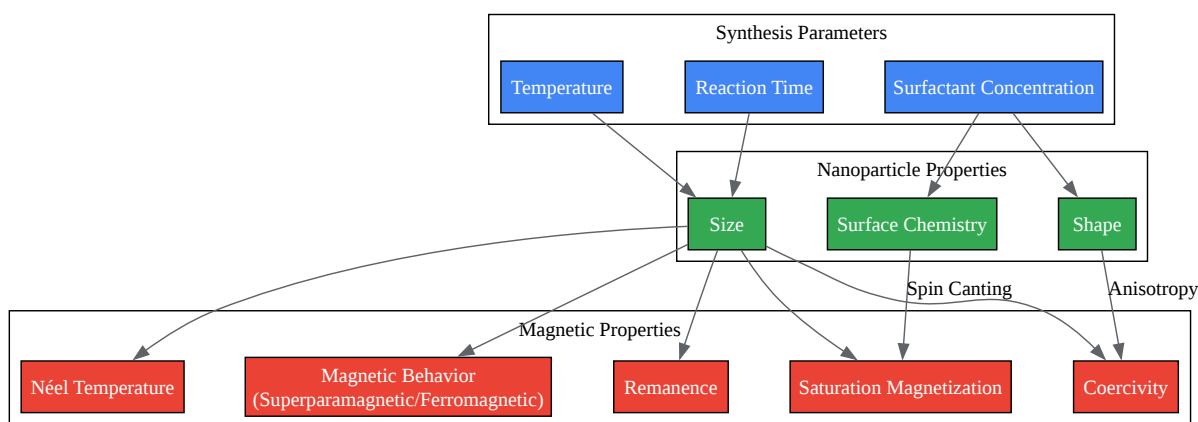 Synthesis Parameters
Temperature
Reaction Time
Surfactant Concentration
Nanoparticle Properties
Size
Surface Chemistry
Shape
Spin Canting
Anisotropy
Magnetic Properties
Néel Temperature
Magnetic Behavior
(Superparamagnetic/Ferromagnetic)
Remanence
Saturation Magnetization
Coercivity